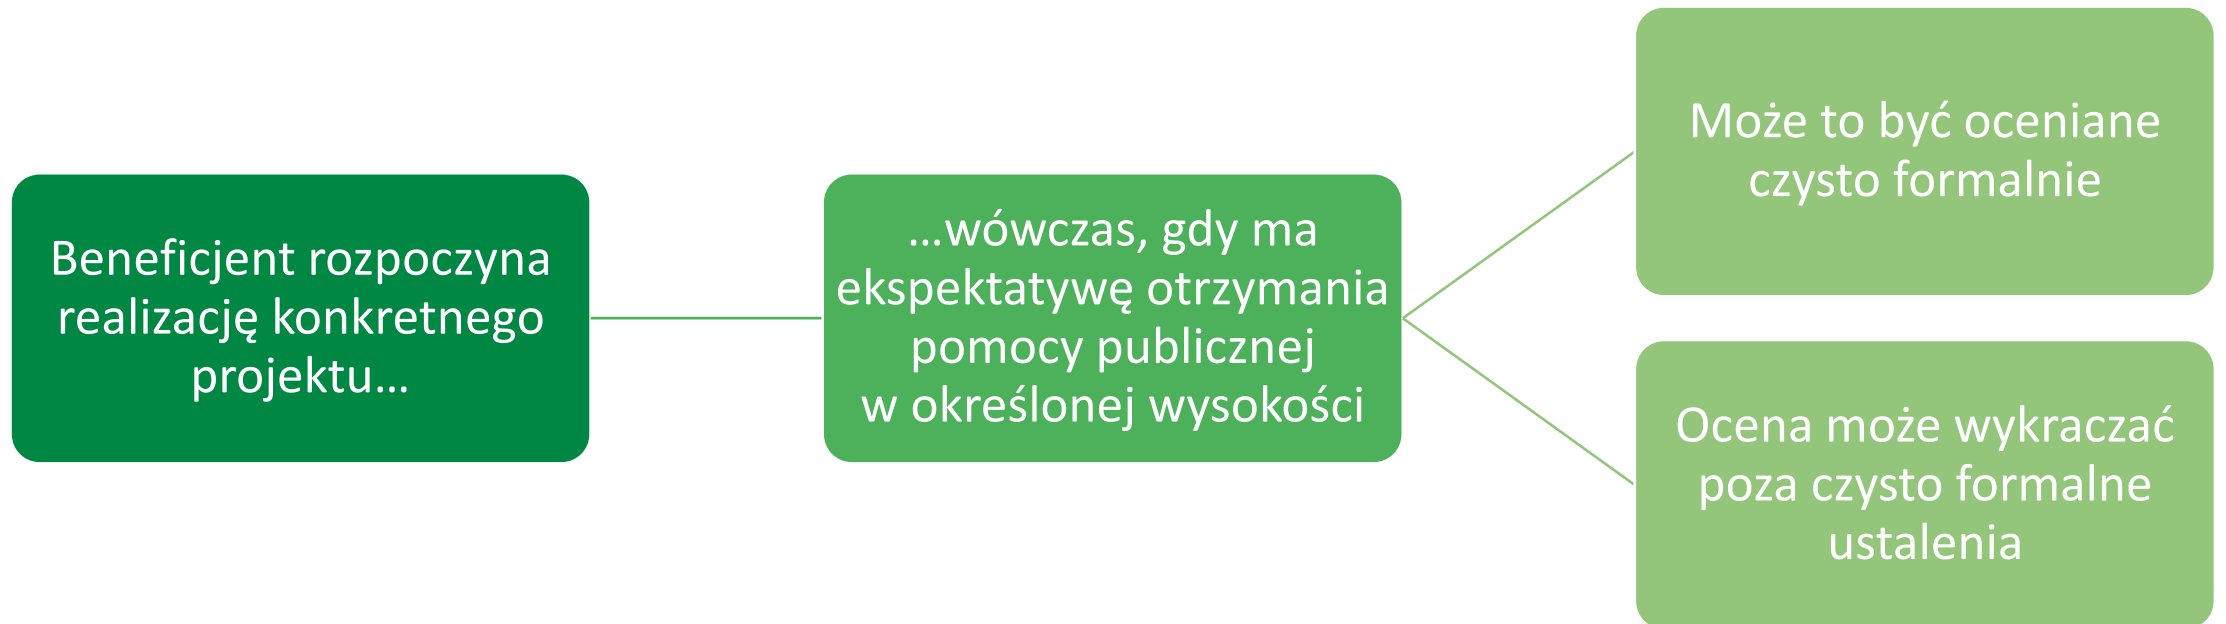 Beneficjent rozpoczyna
realizację konkretnego
projektu…
…wówczas, gdy ma
ekspektatywę otrzymania
pomocy publicznej
w określonej wysokości
Może to być oceniane
czysto formalnie
Ocena może wykraczać
poza czysto formalne
ustalenia